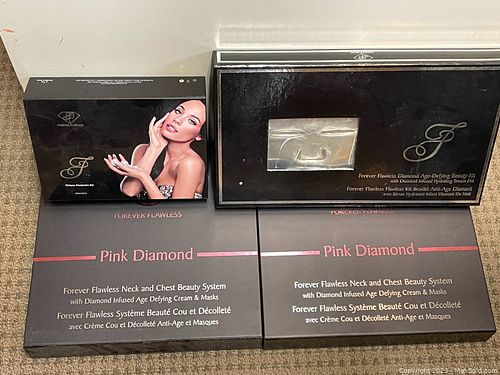 FOREVER FLAWLESS
F
Deluxe Manicure Kit
F
Forever Flawless Diamond Age-Defying Beauty Kit
with Diamond Infused Hydrating Serum PM
Forever Flawless Kit Beauté Anti-Age Diamant
avec Sérum Hydratant Infusé Diamant De Nuit
FOREVER FLAWLESS
Pink Diamond
Forever Flawless Neck and Chest Beauty System
with Diamond Infused Age Defying Cream & Masks
Forever Flawless Système Beauté Cou et Décolleté
avec Crème Cou et Décolleté Anti-Age et Masques
Pink Diamond
Forever Flawless Neck and Chest Beauty System
with Diamond Infused Age Defying Cream & Masks
Forever Flawless Système Beauté Cou et Décolleté
avec Crème Cou et Décolleté Anti-Age et Masques
Copyright 2023 - MaxSold.com